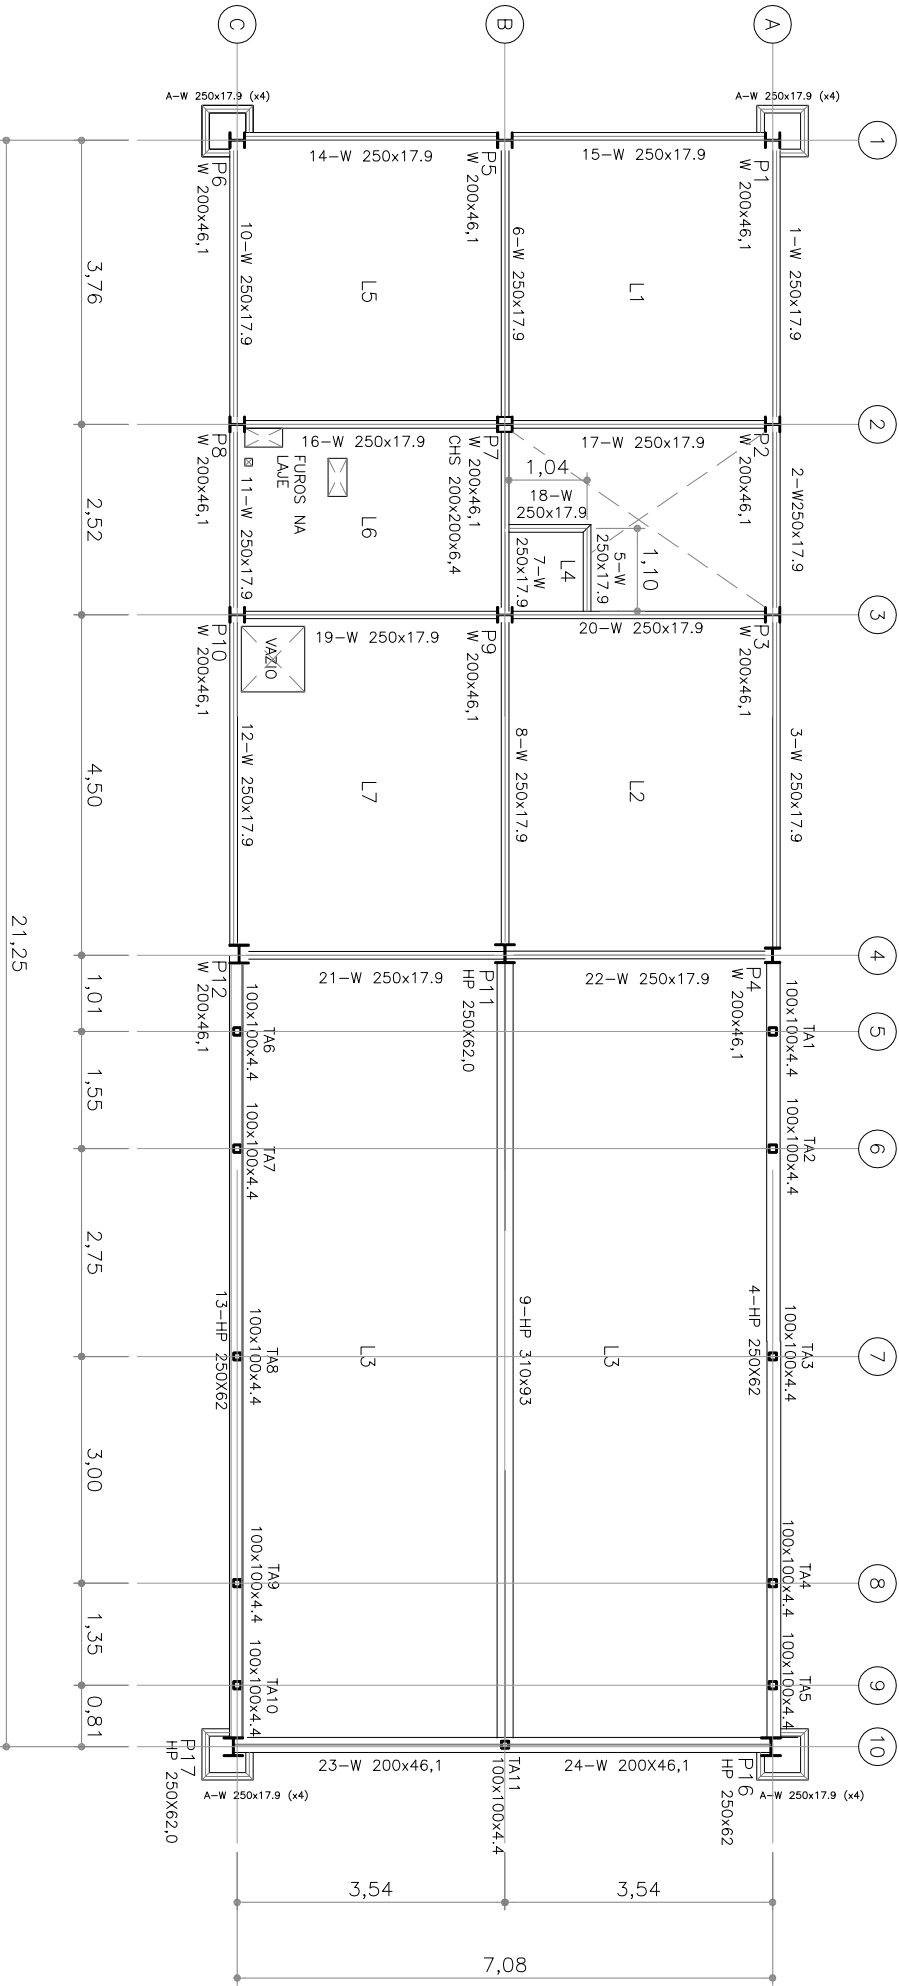 C
B
A
A-W 250x17.9 (x4)
A-W 250x17.9 (x4)
1
14-W 250x17.9
15-W 250x17.9
P6
W 200x46,1
P5
W 200x46,1
P1
W 200x46,1
10-W 250x17.9
6-W 250x17.9
1-W 250x17.9
3,76
L5
L1
2
16-W 250x17.9
17-W 250x17.9
P8
W 200x46,1
P7
W 200x46,1
CHS 200x200x6,4
P2
W 200x46,1
FUROS NA
LAJE
11-W 250x17.9
2-W250x17.9
1,04
18-W
250x17.9
2,52
L6
5-W
250x17.9
1,10
L4
7-W
250x17.9
3
19-W 250x17.9
20-W 250x17.9
P10
W 200x46,1
P9
W 200x46,1
P3
W 200x46,1
VAZIO
12-W 250x17.9
8-W 250x17.9
3-W 250x17.9
4,50
L7
L2
4
21,25
21-W 250x17.9
22-W 250x17.9
P12
W 200x46,1
P11
HP 250X62,0
P4
W 200x46,1
1,01
5
TA6
100x100x4.4
TA1
100x100x4.4
1,55
6
TA7
100x100x4.4
TA2
100x100x4.4
2,75
13-HP 250X62
9-HP 310x93
4-HP 250X62
7
TA8
100x100x4.4
TA3
100x100x4.4
L3
L3
3,00
8
TA9
100x100x4.4
TA4
100x100x4.4
1,35
9
TA10
100x100x4.4
TA5
100x100x4.4
0,81
10
23-W 200x46,1
24-W 200X46,1
P17
HP 250X62,0
TA11
100x100x4.4
P16
HP 250x62
A-W 250x17.9 (x4)
A-W 250x17.9 (x4)
3,54
3,54
7,08